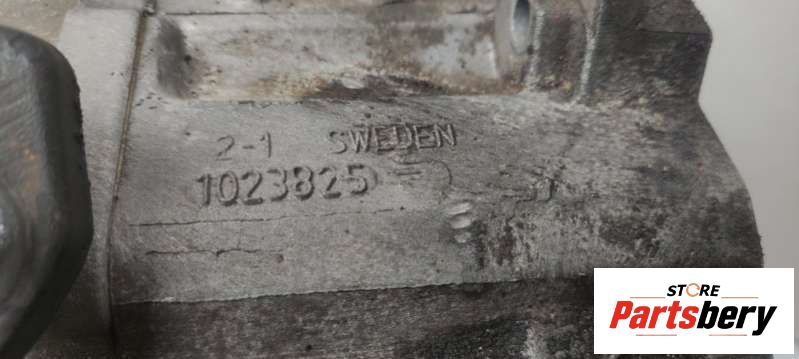 2-1 SWEDEN
1023825
STORE
Partsbery